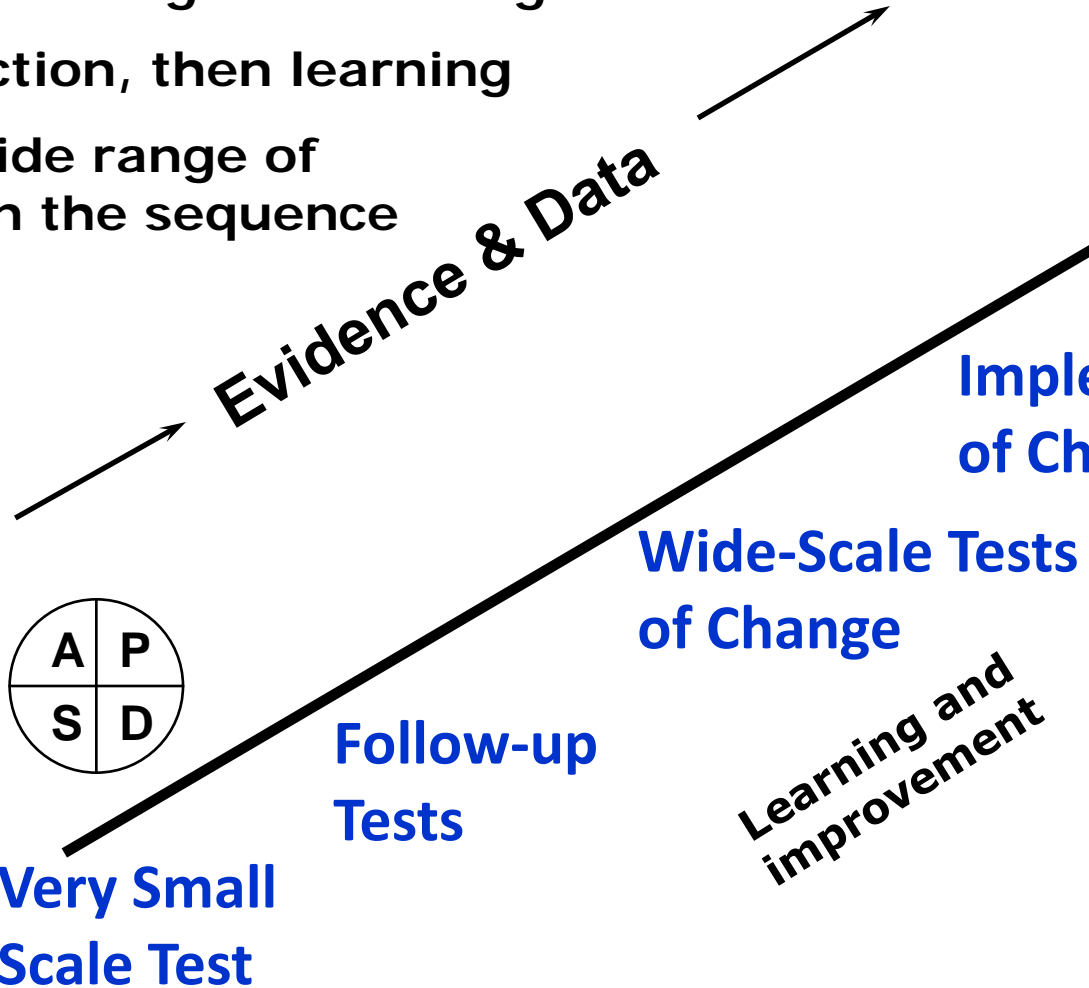 ction, then learning
ide range of
n the sequence
Evidence & Data
Imple
of Ch
Wide-Scale Tests
of Change
A P
S D
Follow-up
Tests
Learning and
improvement
Very Small
Scale Test